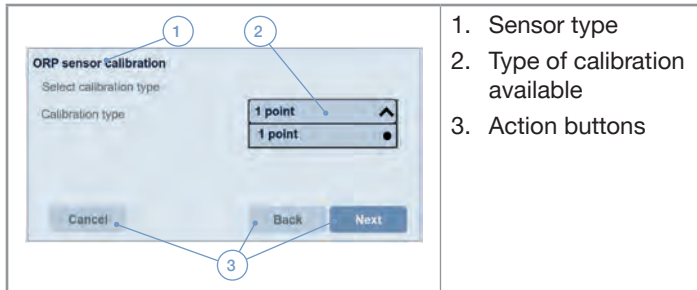 1
2
ORP sensor calibration
Select calibration type
Calibration type
1 point
1 point
Cancel
Back
Next
3
1. Sensor type
2. Type of calibration
available
3. Action buttons